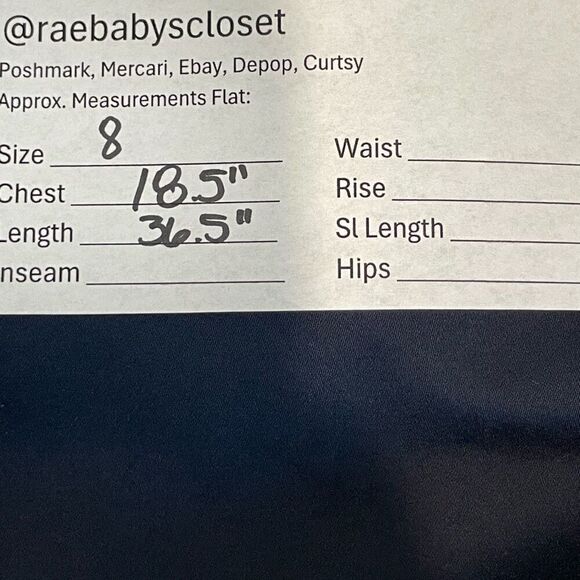 @raebabyscloset
Poshmark, Mercari, Ebay, Depop, Curtsy
Approx. Measurements Flat:
Size 8 Waist
Chest 18.5" Rise
Length 36.5" Sl Length
nseam Hips